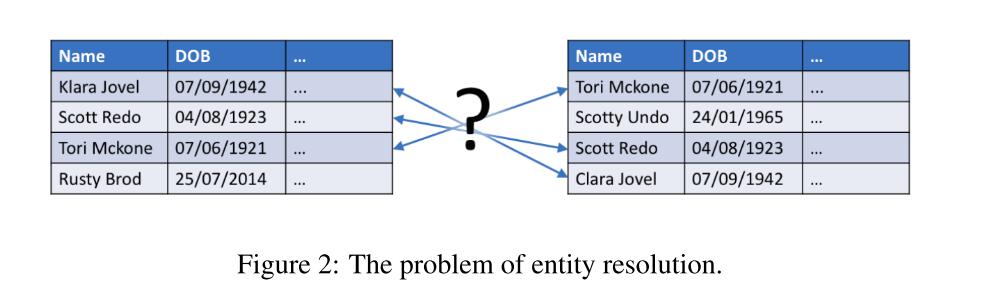 Name DOB ...
Klara Jovel 07/09/1942 ...
Scott Redo 04/08/1923 ...
Tori Mckone 07/06/1921 ...
Rusty Brod 25/07/2014 ...
?
Name DOB ...
Tori Mckone 07/06/1921 ...
Scotty Undo 24/01/1965 ...
Scott Redo 04/08/1923 ...
Clara Jovel 07/09/1942 ...
Figure 2: The problem of entity resolution.